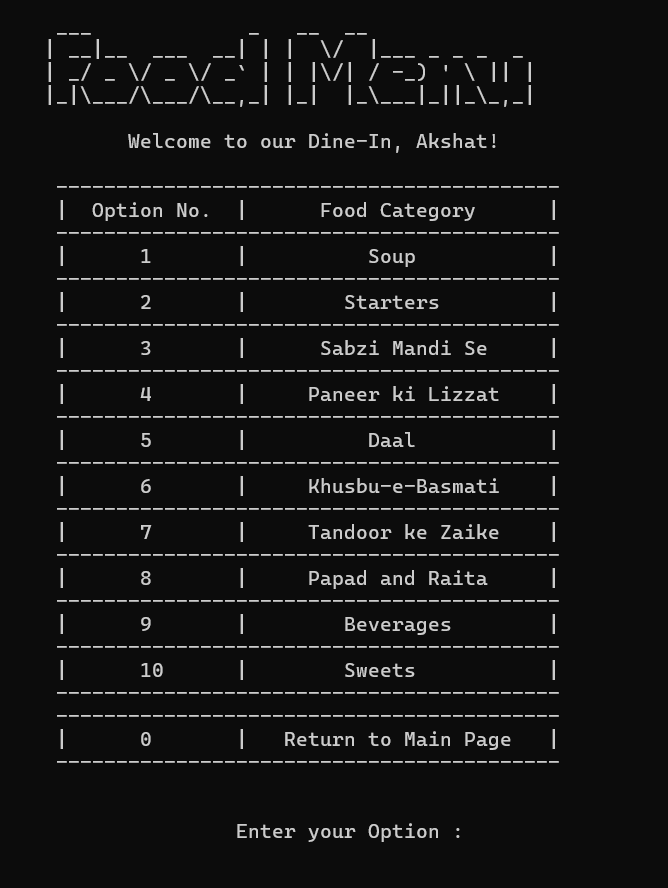 Food Menu
Welcome to our Dine-In, Akshat!
Option No. | Food Category
1 | Soup
2 | Starters
3 | Sabzi Mandi Se
4 | Paneer ki Lizzat
5 | Daal
6 | Khusbu-e-Basmati
7 | Tandoor ke Zaike
8 | Papad and Raita
9 | Beverages
10 | Sweets
0 | Return to Main Page
Enter your Option :